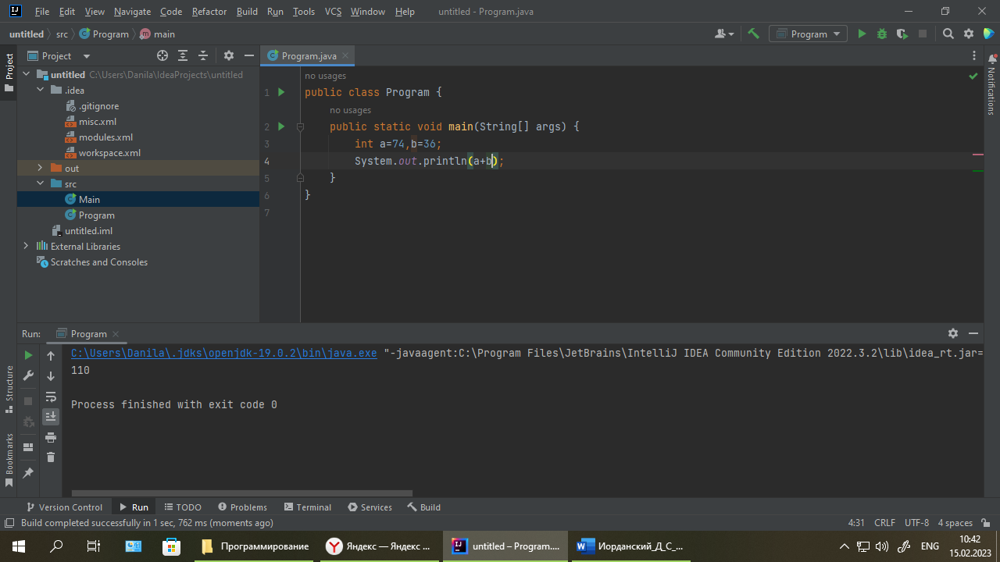 File Edit View Navigate Code Refactor Build Run Tools VCS Window Help untitled - Program.java
untitled src Program main Program
Project Program.java
Project
untitled C:\Users\Danila\IdeaProjects\untitled
.idea
.gitignore
misc.xml
modules.xml
workspace.xml
out
src
Main
Program
untitled.iml
External Libraries
Scratches and Consoles
no usages
1 public class Program {
no usages
2 public static void main(String[] args) {
3 int a=74,b=36;
4 System.out.println(a+b);
5 }
6 }
7
Notifications
Run: Program
C:\Users\Danila\.jdks\openjdk-19.0.2\bin\java.exe "-javaagent:C:\Program Files\JetBrains\IntelliJ IDEA Community Edition 2022.3.2\lib\idea_rt.jar=
110
Process finished with exit code 0
Structure
Bookmarks
Version Control Run TODO Problems Terminal Services Build
Build completed successfully in 1 sec, 762 ms (moments ago) 4:31 CRLF UTF-8 4 spaces
Программирование Яндекс — Яндекс ... untitled – Program.... Иорданский_Д_С_... ENG 10:42
15.02.2023